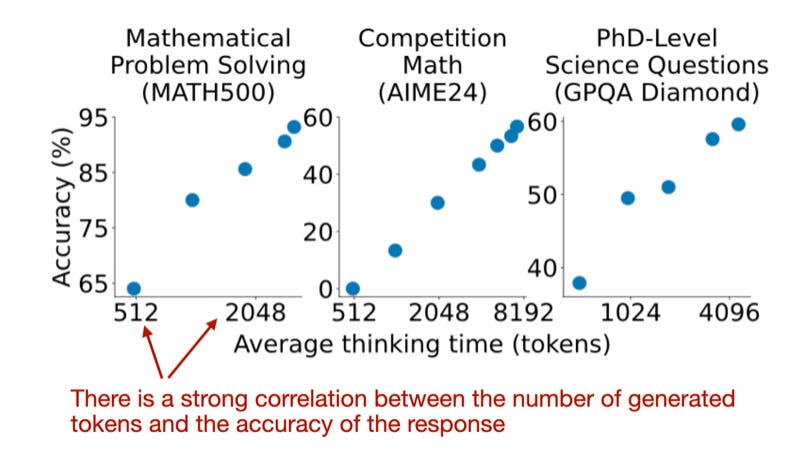 Mathematical
Problem Solving
(MATH500)
Competition
Math
(AIME24)
PhD-Level
Science Questions
(GPQA Diamond)
Accuracy (%)
95
85
75
65
60
40
20
0
60
50
40
512
2048
512
2048
8192
1024
4096
Average thinking time (tokens)
There is a strong correlation between the number of generated
tokens and the accuracy of the response